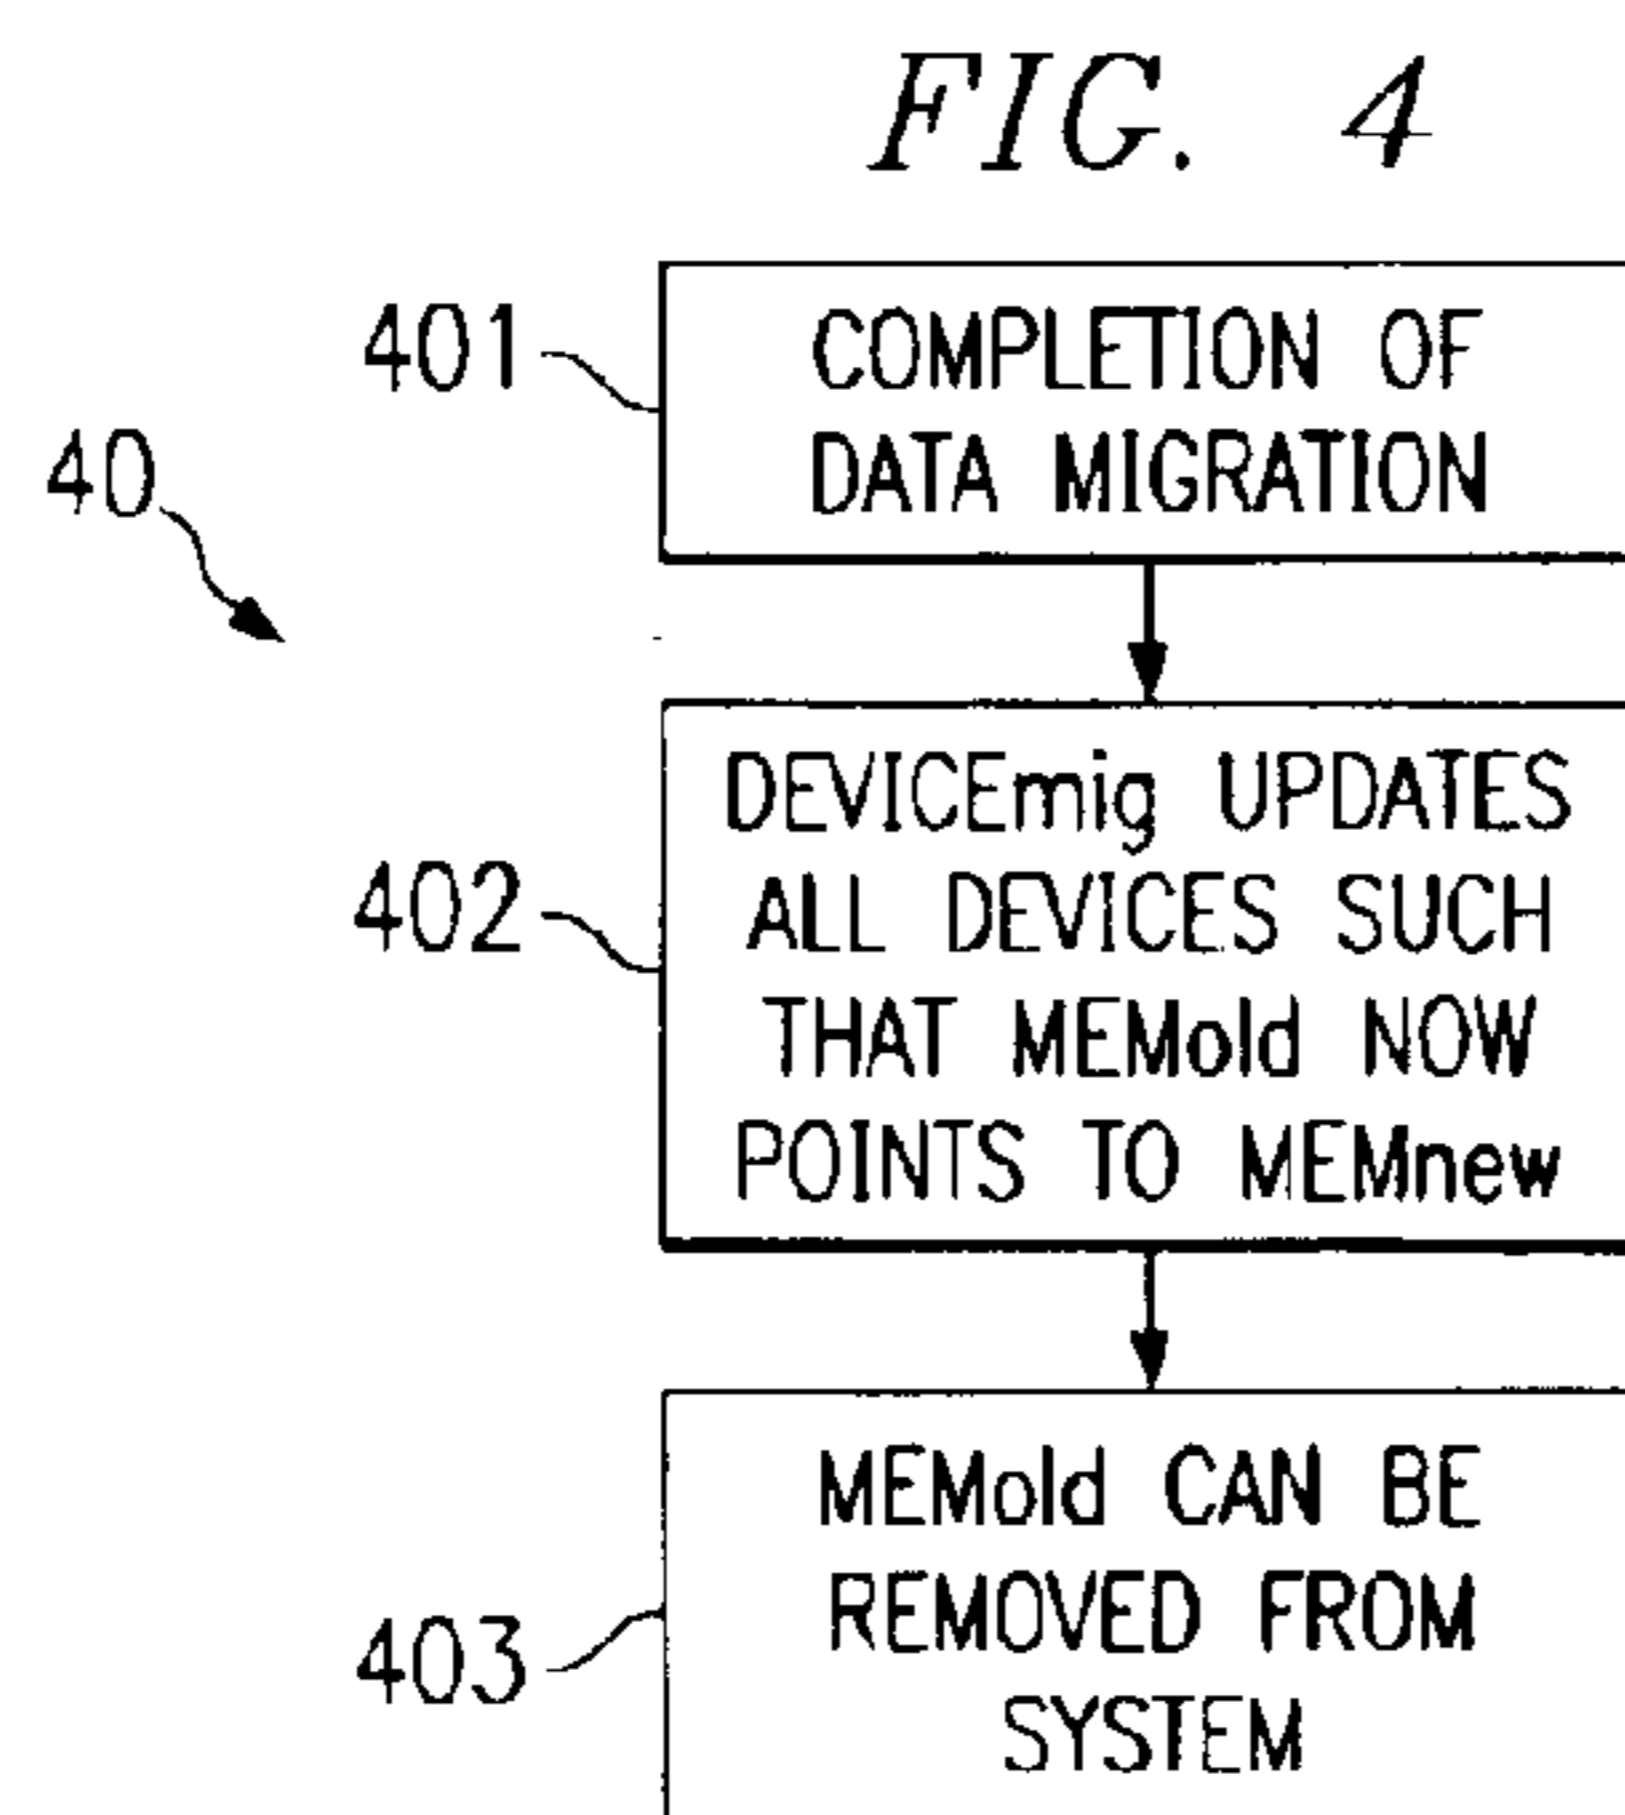 FIG. 4
401
COMPLETION OF
DATA MIGRATION
40
DEVICEmig UPDATES
ALL DEVICES SUCH
402
THAT MEMold NOW
POINTS TO MEMnew
MEMold CAN BE
REMOVED FROM
403
SYSTEM